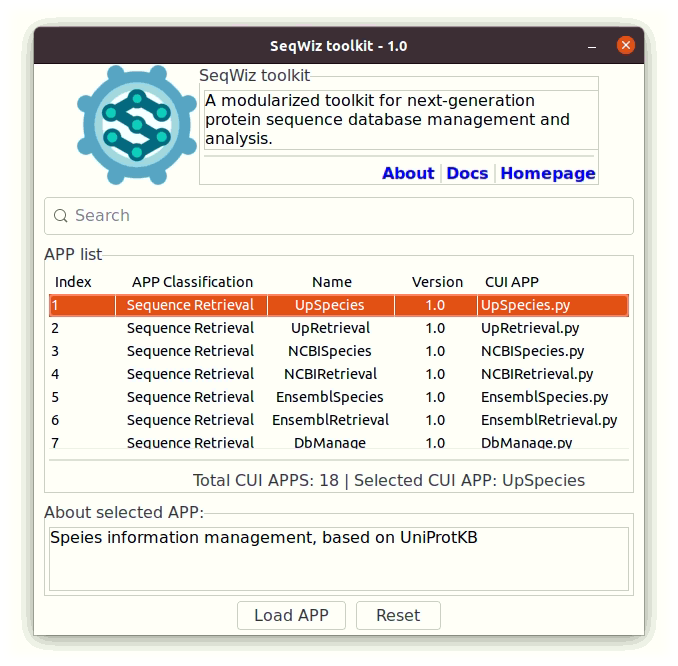 SeqWiz toolkit - 1.0
SeqWiz toolkit
A modularized toolkit for next-generation
protein sequence database management and
analysis.
About Docs Homepage
Search
APP list
Index APP Classification Name Version CUI APP
1 Sequence Retrieval UpSpecies 1.0 UpSpecies.py
2 Sequence Retrieval UpRetrieval 1.0 UpRetrieval.py
3 Sequence Retrieval NCBISpecies 1.0 NCBISpecies.py
4 Sequence Retrieval NCBIRetrieval 1.0 NCBIRetrieval.py
5 Sequence Retrieval EnsemblSpecies 1.0 EnsemblSpecies.py
6 Sequence Retrieval EnsemblRetrieval 1.0 EnsemblRetrieval.py
7 Sequence Retrieval DbManage 1.0 DbManage.py
Total CUI APPS: 18 | Selected CUI APP: UpSpecies
About selected APP:
Speies information management, based on UniProtKB
Load APP Reset